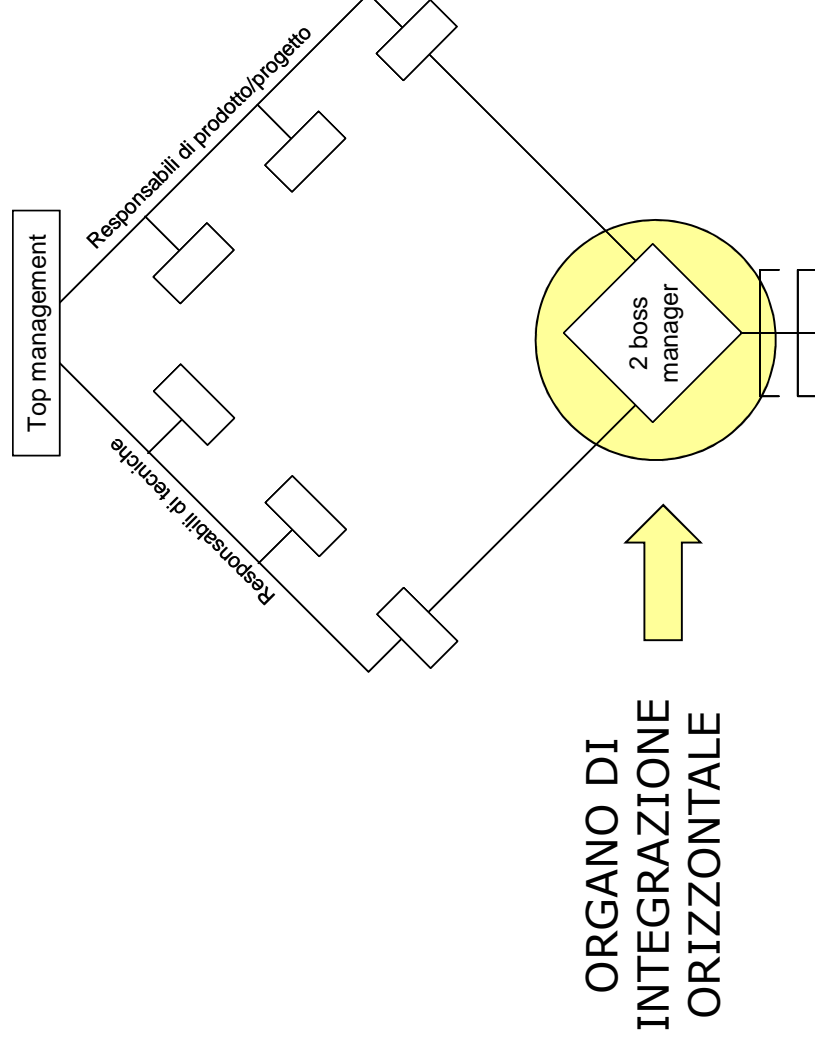 Top management
Responsabili di tecniche
Responsabili di prodotto/progetto
2 boss
manager
ORGANO DI
INTEGRAZIONE
ORIZZONTALE